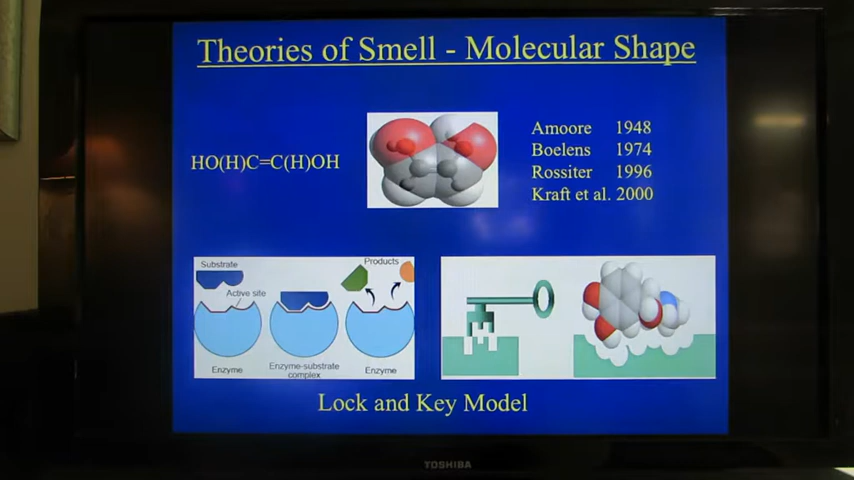 Theories of Smell - Molecular Shape
HO(H)C=C(H)OH
Amoore 1948
Boelens 1974
Rossiter 1996
Kraft et al. 2000
Substrate
Active site
Products
Enzyme
Enzyme-substrate
complex
Enzyme
Lock and Key Model
TOSHIBA